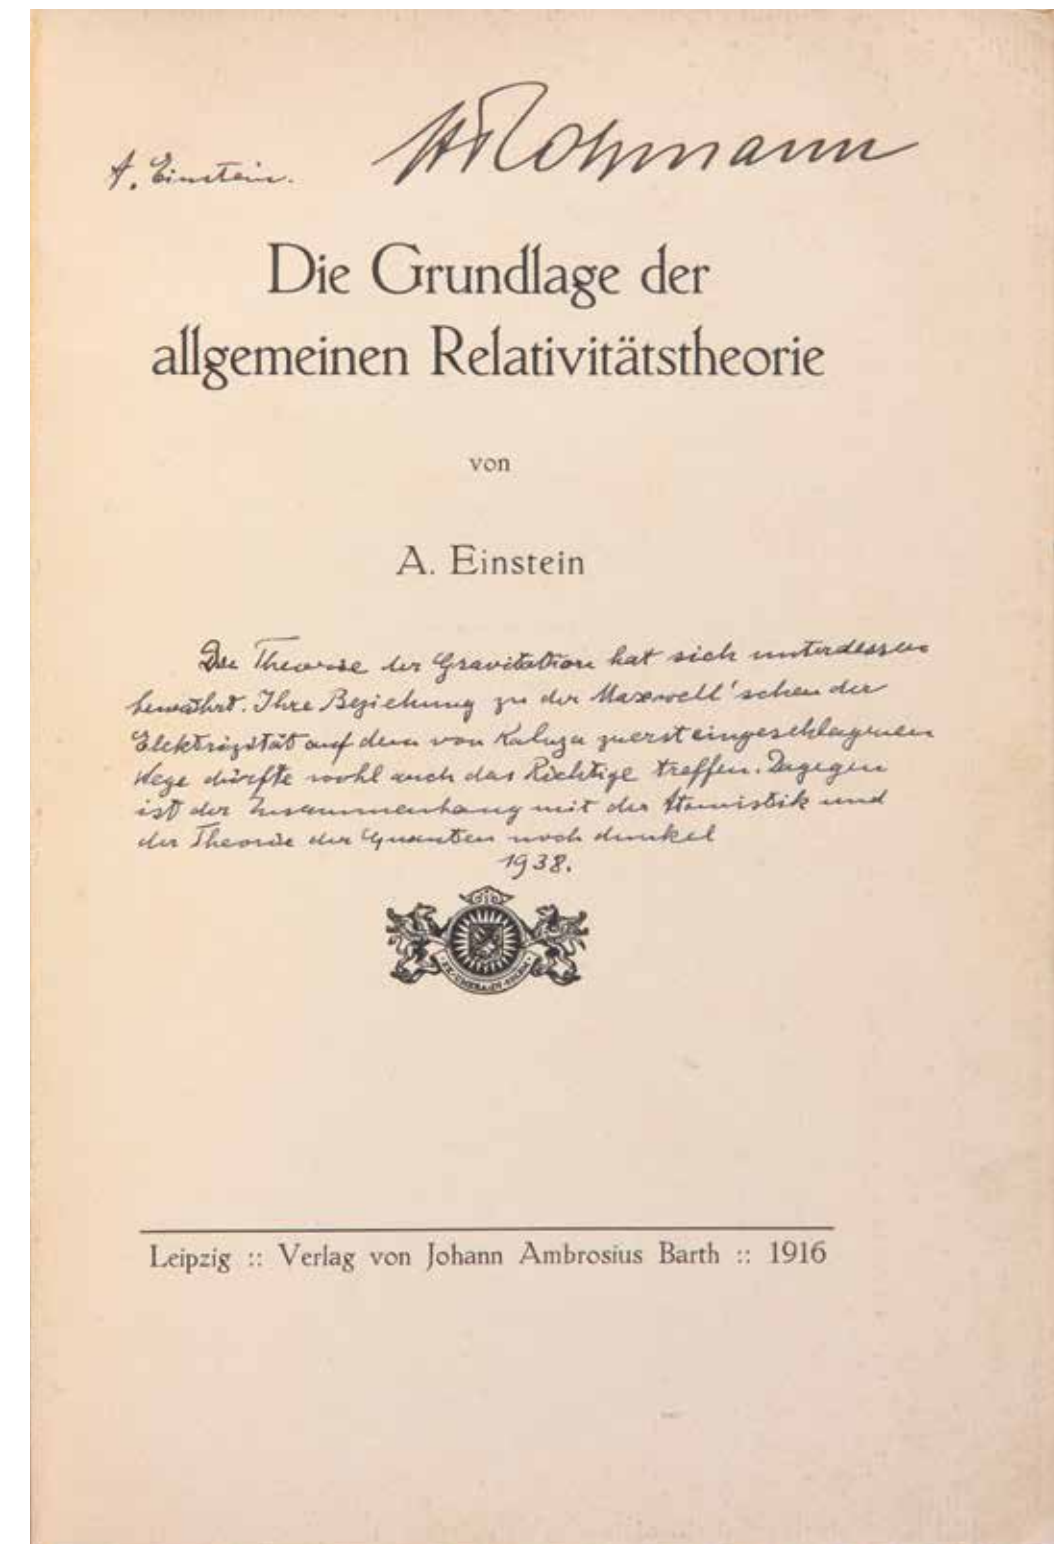 A. Einstein.
Die Grundlage der
allgemeinen Relativitätstheorie
von
A. Einstein
Die Theorie der Gravitation hat sich unterdessen
bewährt. Ihre Beziehung zu der Maxwell'schen der
Elektrizität auf dem von Kaluza zuerst eingeschlagenen
Wege dürfte wohl auch das Richtige treffen. Dagegen
ist der Zusammenhang mit der Atomistik und
der Theorie der Quanten noch dunkel
1938.
Leipzig :: Verlag von Johann Ambrosius Barth :: 1916